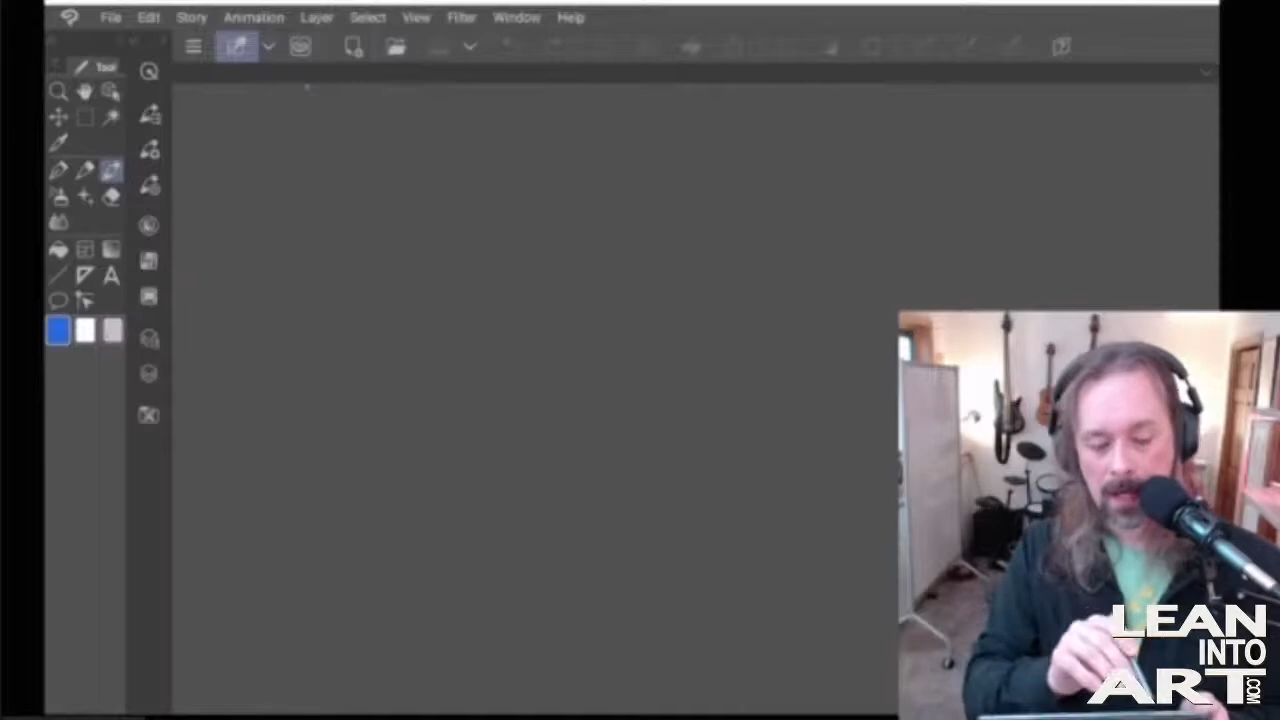 File Edit Story Animation Layer Select View Filter Window Help
Tool
LEAN
INTO
ART.COM